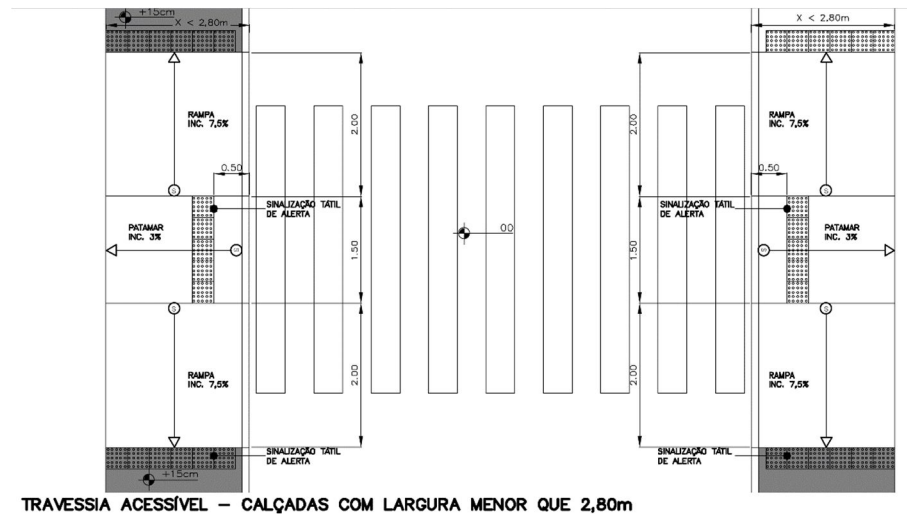 +15cm
X < 2,80m
X < 2,80m
RAMPA
INC. 7,5%
2.00
2.00
RAMPA
INC. 7,5%
0.50
0.50
S
S
SINALIZAÇÃO TÁTIL
DE ALERTA
SINALIZAÇÃO TÁTIL
DE ALERTA
PATAMAR
INC. 3%
S
1.50
00
1.50
S
PATAMAR
INC. 3%
S
S
RAMPA
INC. 7,5%
2.00
2.00
RAMPA
INC. 7,5%
SINALIZAÇÃO TÁTIL
DE ALERTA
SINALIZAÇÃO TÁTIL
DE ALERTA
+15cm
TRAVESSIA ACESSÍVEL – CALÇADAS COM LARGURA MENOR QUE 2,80m